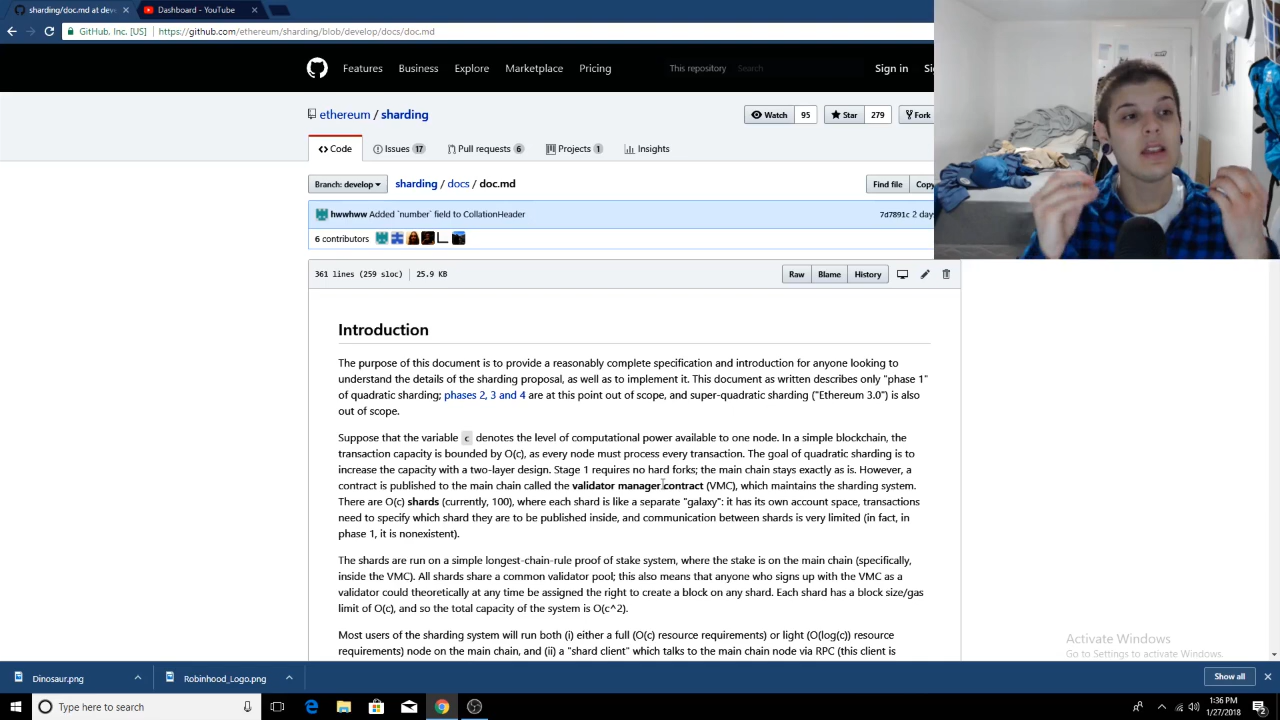 sharding/doc.md at deve
Dashboard - YouTube
GitHub, Inc. [US] https://github.com/ethereum/sharding/blob/develop/docs/doc.md
Features Business Explore Marketplace Pricing This repository Search Sign in
ethereum / sharding
Watch 95 Star 279 Fork
Code Issues 17 Pull requests 6 Projects 1 Insights
Branch: develop sharding / docs / doc.md Find file Copy
hwwhww Added `number` field to CollationHeader 7d7891c 2 days
6 contributors
361 lines (259 sloc) 25.9 KB Raw Blame History
Introduction
The purpose of this document is to provide a reasonably complete specification and introduction for anyone looking to
understand the details of the sharding proposal, as well as to implement it. This document as written describes only "phase 1"
of quadratic sharding; phases 2, 3 and 4 are at this point out of scope, and super-quadratic sharding ("Ethereum 3.0") is also
out of scope.
Suppose that the variable c denotes the level of computational power available to one node. In a simple blockchain, the
transaction capacity is bounded by O(c), as every node must process every transaction. The goal of quadratic sharding is to
increase the capacity with a two-layer design. Stage 1 requires no hard forks; the main chain stays exactly as is. However, a
contract is published to the main chain called the validator manager contract (VMC), which maintains the sharding system.
There are O(c) shards (currently, 100), where each shard is like a separate "galaxy": it has its own account space, transactions
need to specify which shard they are to be published inside, and communication between shards is very limited (in fact, in
phase 1, it is nonexistent).
The shards are run on a simple longest-chain-rule proof of stake system, where the stake is on the main chain (specifically,
inside the VMC). All shards share a common validator pool; this also means that anyone who signs up with the VMC as a
validator could theoretically at any time be assigned the right to create a block on any shard. Each shard has a block size/gas
limit of O(c), and so the total capacity of the system is O(c^2).
Most users of the sharding system will run both (i) either a full (O(c) resource requirements) or light (O(log(c)) resource
requirements) node on the main chain, and (ii) a "shard client" which talks to the main chain node via RPC (this client is
Activate Windows
Go to Settings to activate Windows.
Dinosaur.png Robinhood_Logo.png Show all
Type here to search
1:36 PM
1/27/2018
2